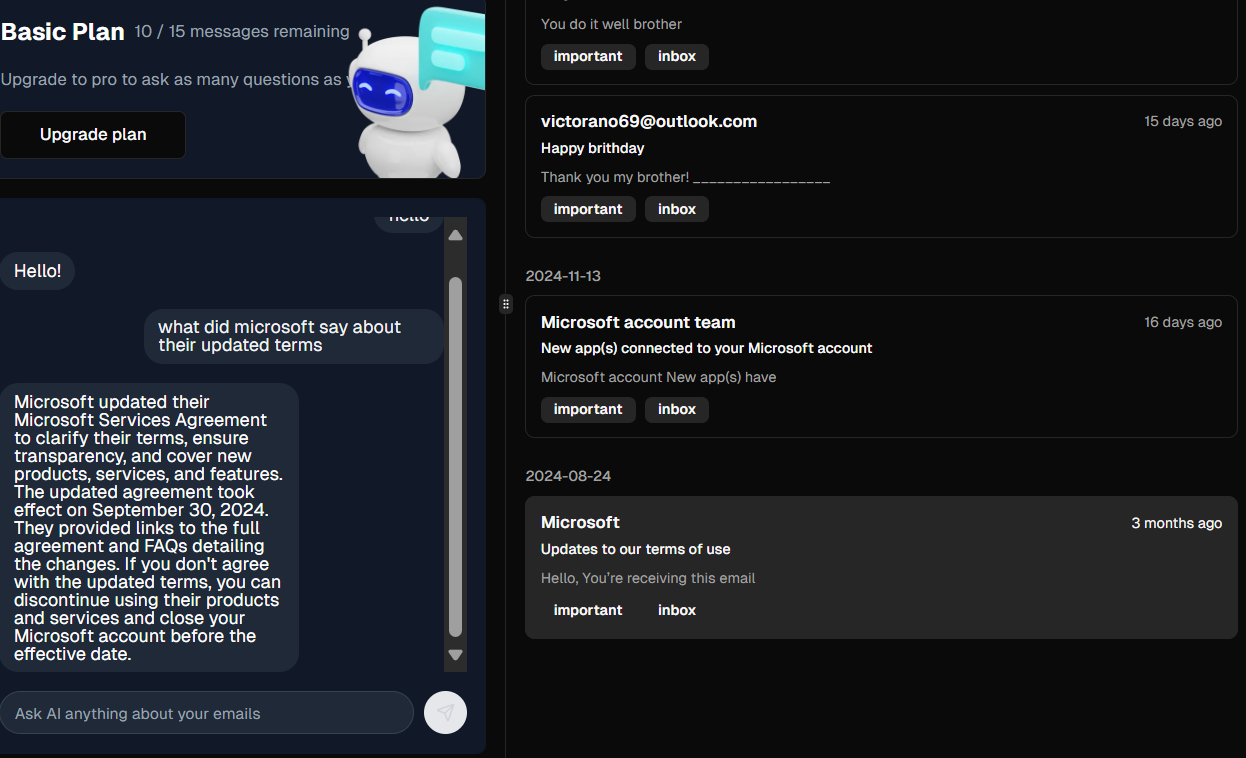 Basic Plan 10 / 15 messages remaining
Upgrade to pro to ask as many questions as
Upgrade plan
hello
Hello!
what did microsoft say about
their updated terms
Microsoft updated their
Microsoft Services Agreement
to clarify their terms, ensure
transparency, and cover new
products, services, and features.
The updated agreement took
effect on September 30, 2024.
They provided links to the full
agreement and FAQs detailing
the changes. If you don't agree
with the updated terms, you can
discontinue using their products
and services and close your
Microsoft account before the
effective date.
Ask AI anything about your emails
You do it well brother
important inbox
victorano69@outlook.com 15 days ago
Happy brithday
Thank you my brother! _________________
important inbox
2024-11-13
Microsoft account team 16 days ago
New app(s) connected to your Microsoft account
Microsoft account New app(s) have
important inbox
2024-08-24
Microsoft 3 months ago
Updates to our terms of use
Hello, You’re receiving this email
important inbox